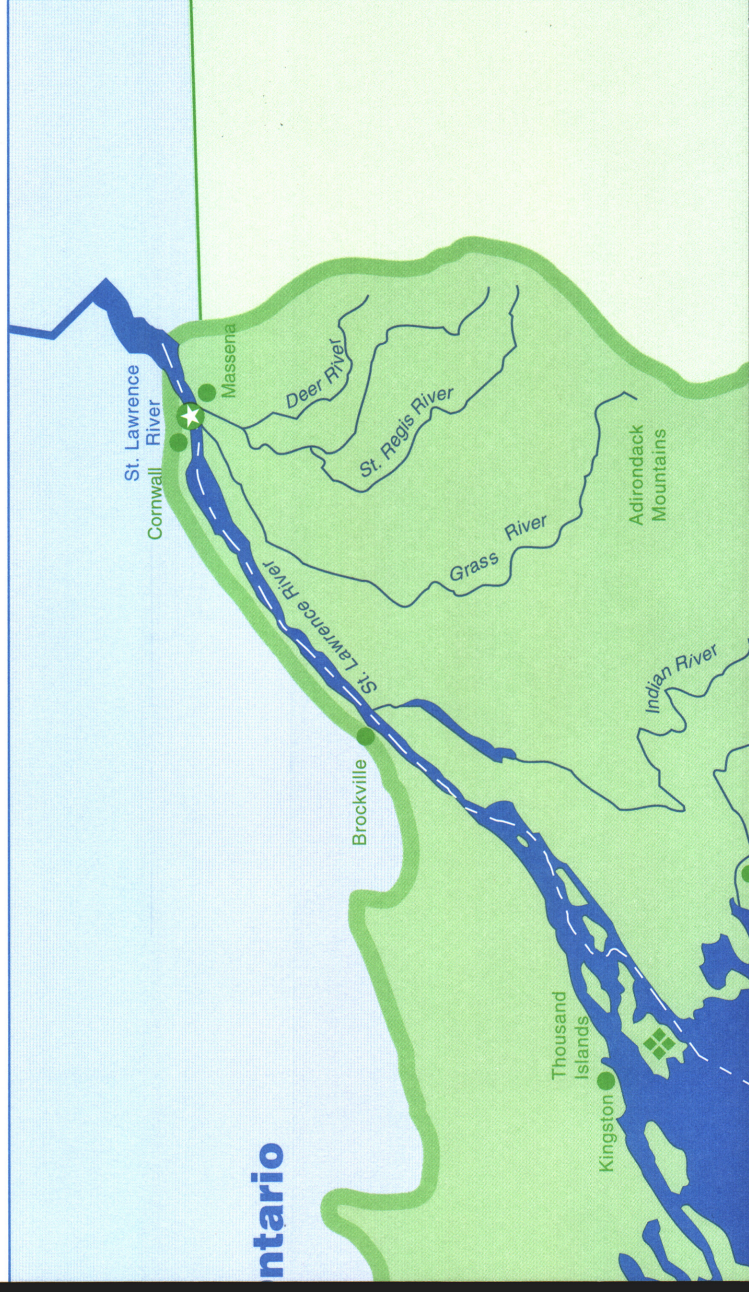 St. Lawrence
River
Cornwall
Massena
ntario
St. Lawrence River
Deer River
Brockville
St. Regis River
Grass River
Thousand
Islands
Kingston
Adirondack
Mountains
Indian River